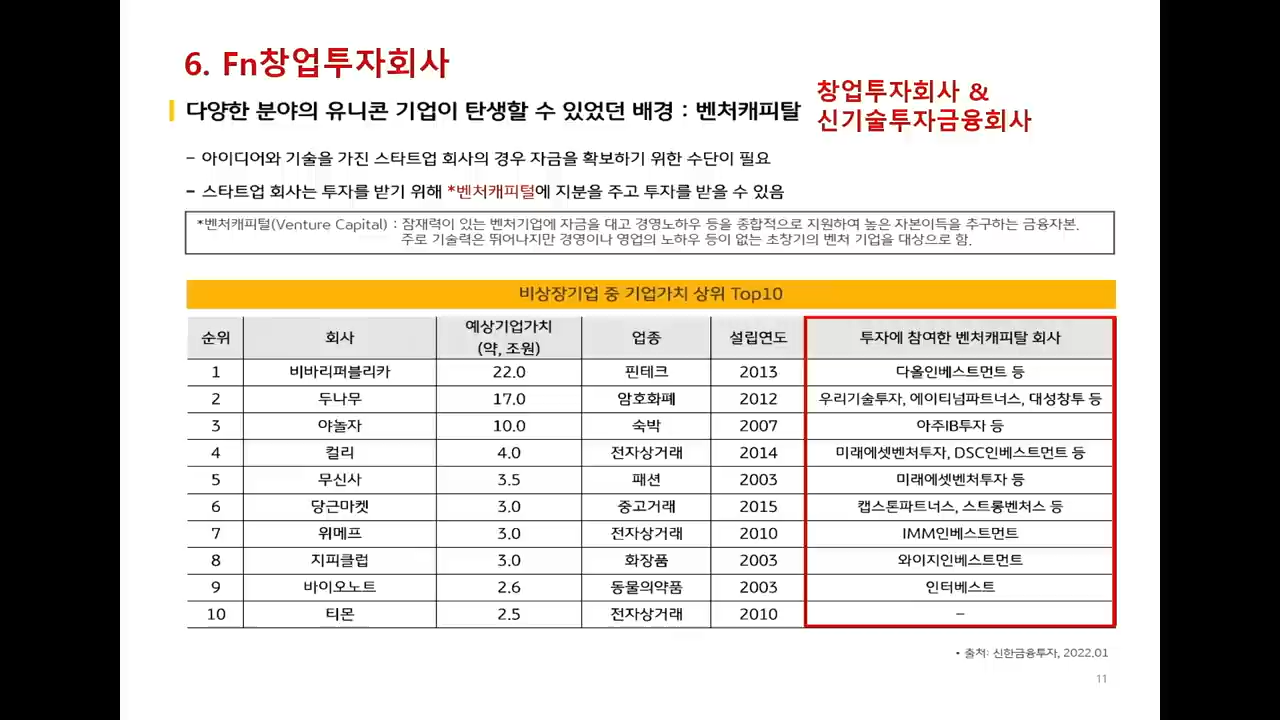 6. Fn창업투자회사
다양한 분야의 유니콘 기업이 탄생할 수 있었던 배경 : 벤처캐피탈
창업투자회사 &
신기술투자금융회사
- 아이디어와 기술을 가진 스타트업 회사의 경우 자금을 확보하기 위한 수단이 필요
- 스타트업 회사는 투자를 받기 위해 *벤처캐피털에 지분을 주고 투자를 받을 수 있음
*벤처캐피털(Venture Capital) : 잠재력이 있는 벤처기업에 자금을 대고 경영노하우 등을 종합적으로 지원하여 높은 자본이득을 추구하는 금융자본.
주로 기술력은 뛰어나지만 경영이나 영업의 노하우 등이 없는 초창기의 벤처 기업을 대상으로 함.
비상장기업 중 기업가치 상위 Top10
순위 회사 예상기업가치 (약, 조원) 업종 설립연도 투자에 참여한 벤처캐피탈 회사
1 비바리퍼블리카 22.0 핀테크 2013 다올인베스트먼트 등
2 두나무 17.0 암호화폐 2012 우리기술투자, 에이티넘파트너스, 대성창투 등
3 야놀자 10.0 숙박 2007 아주IB투자 등
4 컬리 4.0 전자상거래 2014 미래에셋벤처투자, DSC인베스트먼트 등
5 무신사 3.5 패션 2003 미래에셋벤처투자 등
6 당근마켓 3.0 중고거래 2015 캡스톤파트너스, 스트롱벤처스 등
7 위메프 3.0 전자상거래 2010 IMM인베스트먼트
8 지피클럽 3.0 화장품 2003 와이지인베스트먼트
9 바이오노트 2.6 동물의약품 2003 인터베스트
10 티몬 2.5 전자상거래 2010 -
• 출처: 신한금융투자, 2022.01
11